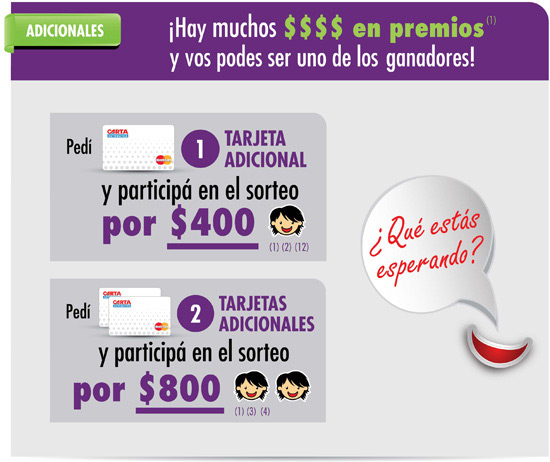 ADICIONALES
¡Hay muchos $$$$ en premios(1)
y vos podes ser uno de los ganadores!
Pedí CARTA 1 TARJETA
ADICIONAL
y participá en el sorteo
por $400
(1) (2) (12)
Pedí CARTA 2 TARJETAS
ADICIONALES
y participá en el sorteo
por $800
(1) (3) (4)
¿Qué estás
esperando?